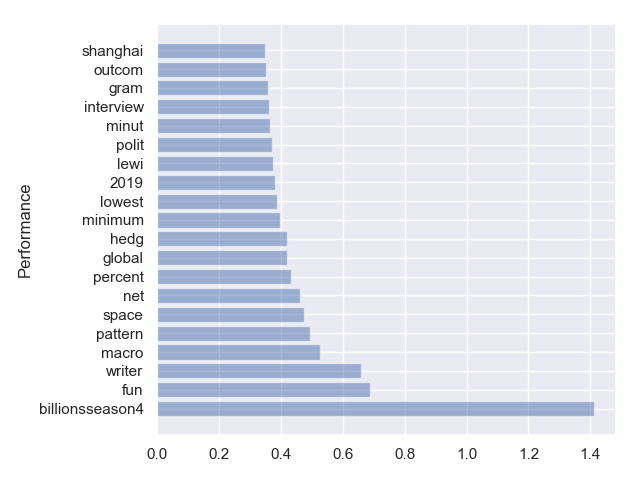 shanghai
outcom
gram
interview
minut
polit
lewi
2019
lowest
minimum
hedg
global
percent
net
space
pattern
macro
writer
fun
billionsseason4
Performance
0.0 0.2 0.4 0.6 0.8 1.0 1.2 1.4